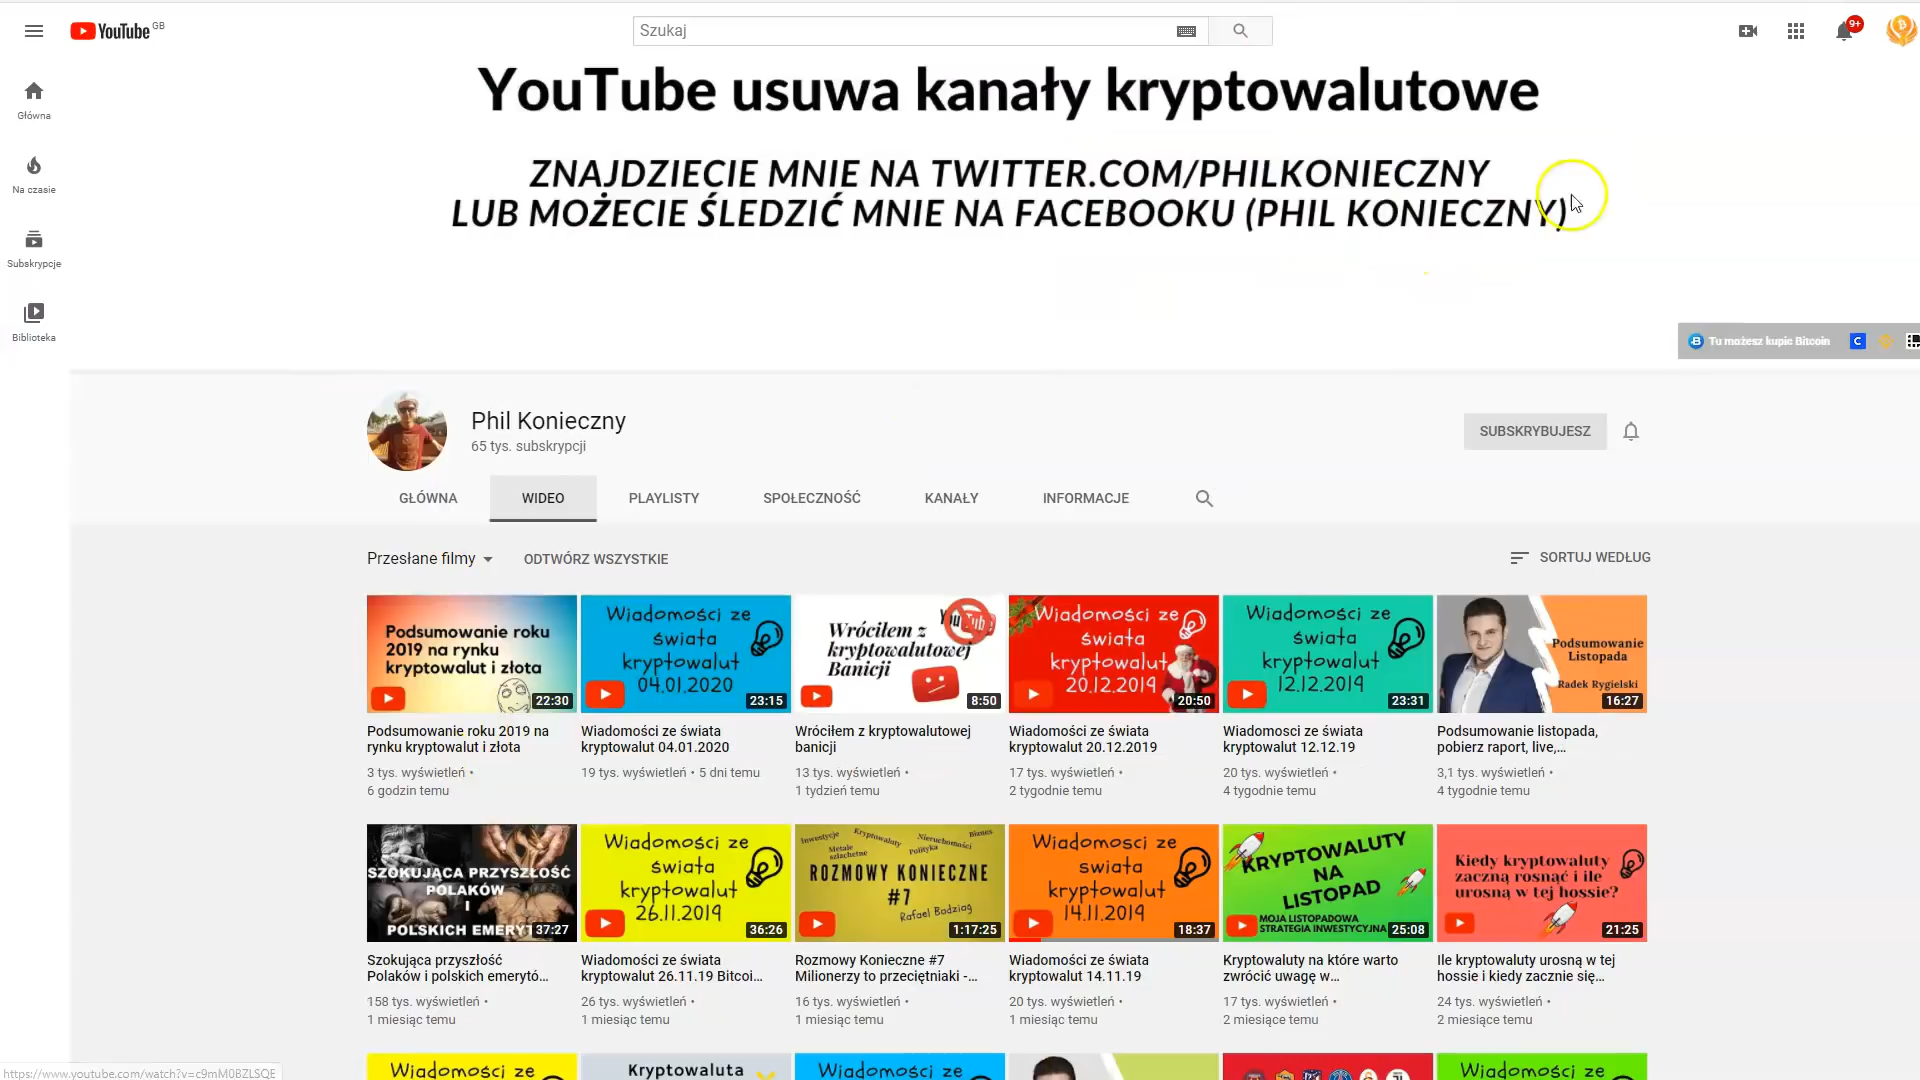 YouTube GB
Szukaj
9+
Główna
Na czasie
Subskrypcje
Biblioteka
YouTube usuwa kanały kryptowalutowe
ZNAJDZIECIE MNIE NA TWITTER.COM/PHILKONIECZNY
LUB MOŻECIE ŚLEDZIĆ MNIE NA FACEBOOKU (PHIL KONIECZNY)
Tu możesz kupic Bitcoin
Phil Konieczny
65 tys. subskrypcji
SUBSKRYBUJESZ
GŁÓWNA WIDEO PLAYLISTY SPOŁECZNOŚĆ KANAŁY INFORMACJE
Przesłane filmy ODTWÓRZ WSZYSTKIE SORTUJ WEDŁUG
Podsumowanie roku
2019 na rynku
kryptowalut i złota
22:30
Podsumowanie roku 2019 na
rynku kryptowalut i złota
3 tys. wyświetleń •
6 godzin temu
Wiadomości ze
świata
kryptowalut
04.01.2020
23:15
Wiadomości ze świata
kryptowalut 04.01.2020
19 tys. wyświetleń • 5 dni temu
YouTube
Wróciłem z
kryptowalutowej
Banicji
8:50
Wróciłem z kryptowalutowej
banicji
13 tys. wyświetleń •
1 tydzień temu
Wiadomości ze
świata
kryptowalut
20.12.2019
20:50
Wiadomości ze świata
kryptowalut 20.12.2019
17 tys. wyświetleń •
2 tygodnie temu
Wiadomości ze
świata
kryptowalut
12.12.2019
23:31
Wiadomosci ze świata
kryptowalut 12.12.19
20 tys. wyświetleń •
4 tygodnie temu
Podsumowanie
Listopada
Radek Rygielski
16:27
Podsumowanie listopada,
pobierz raport, live,...
3,1 tys. wyświetleń •
4 tygodnie temu
SZOKUJĄCA PRZYSZŁOŚĆ
POLAKÓW
I
POLSKICH EMERYT
37:27
Szokująca przyszłość
Polaków i polskich emerytó...
158 tys. wyświetleń •
1 miesiąc temu
Wiadomości ze
świata
kryptowalut
26.11.2019
36:26
Wiadomości ze świata
kryptowalut 26.11.19 Bitcoi...
26 tys. wyświetleń •
1 miesiąc temu
Inwestycje Kryptowaluty Nieruchomości Biznes
Metale
szlachetne Polityka
ROZMOWY KONIECZNE
#7
Rafael Badziag
1:17:25
Rozmowy Konieczne #7
Milionerzy to przeciętniaki -...
16 tys. wyświetleń •
1 miesiąc temu
Wiadomości ze
swiata
kryptowalut
14.11.2019
18:37
Wiadomości ze świata
kryptowalut 14.11.19
20 tys. wyświetleń •
1 miesiąc temu
KRYPTOWALUTY
NA
LISTOPAD
MOJA LISTOPADOWA
STRATEGIA INWESTYCYJNA
25:08
Kryptowaluty na które warto
zwrócić uwagę w...
17 tys. wyświetleń •
2 miesiące temu
Kiedy kryptowaluty
zaczną rosnąć i ile
urosną w tej hossie?
21:25
Ile kryptowaluty urosną w tej
hossie i kiedy zacznie się...
24 tys. wyświetleń •
2 miesiące temu
Wiadomości ze
Kryptowaluta
Wiadomości ze
Wiadomości ze
https://www.youtube.com/watch?v=c9mM0BZLSQE